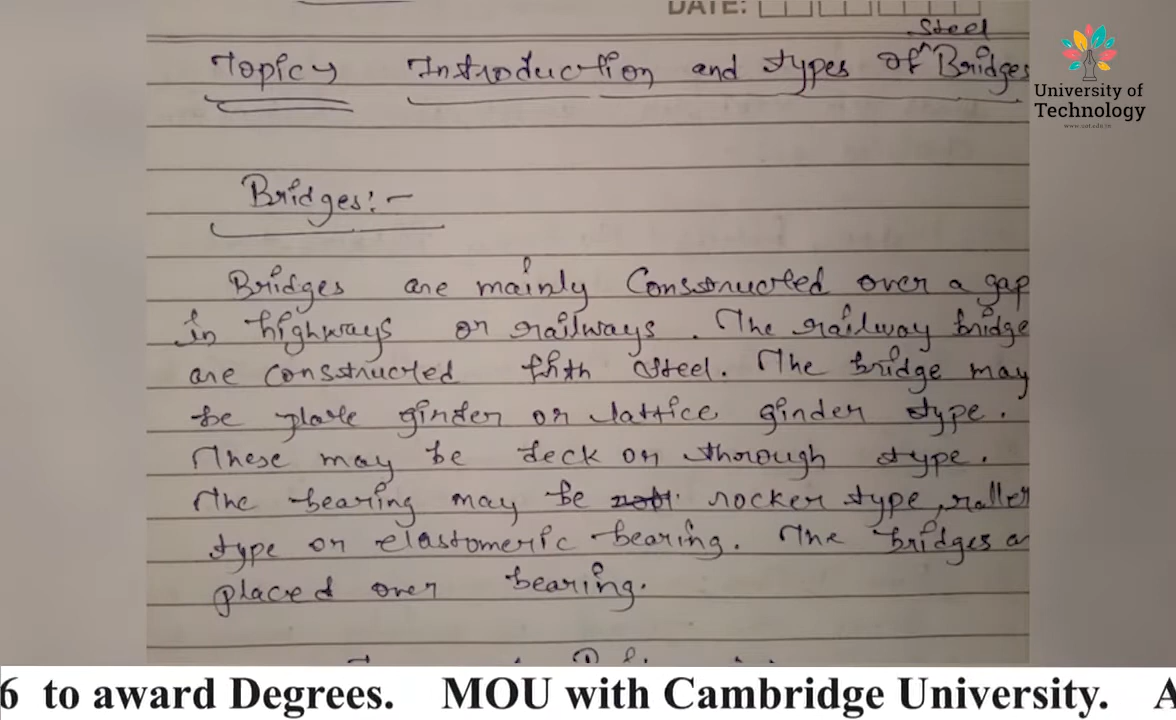 DATE:
Steel
Topic Introduction and types of ^ Bridges
University of
Technology
Bridges:-
Bridges are mainly Constructed over a gap
in highways or railways. The railway bridge
are constructed with steel. The bridge may
be plate girder or lattice girder type.
These may be deck or through type.
The bearing may be rocker type, roller
type or elastomeric bearing. The bridges
placed over bearing.
6 to award Degrees. MOU with Cambridge University. A